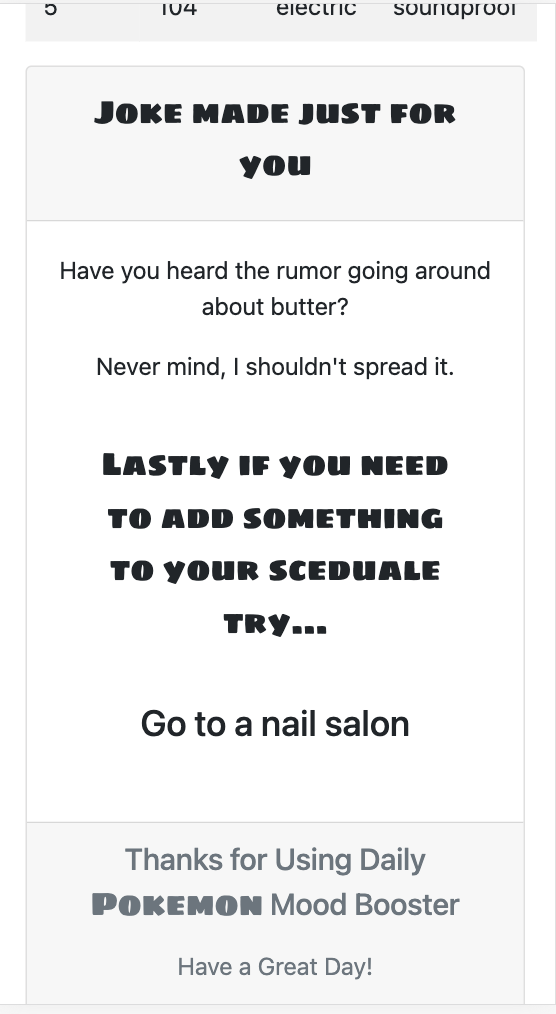 5 104 electric soundproof
Joke made just for
you
Have you heard the rumor going around
about butter?
Never mind, I shouldn't spread it.
Lastly if you need
to add something
to your sceduale
try...
Go to a nail salon
Thanks for Using Daily
Pokemon Mood Booster
Have a Great Day!